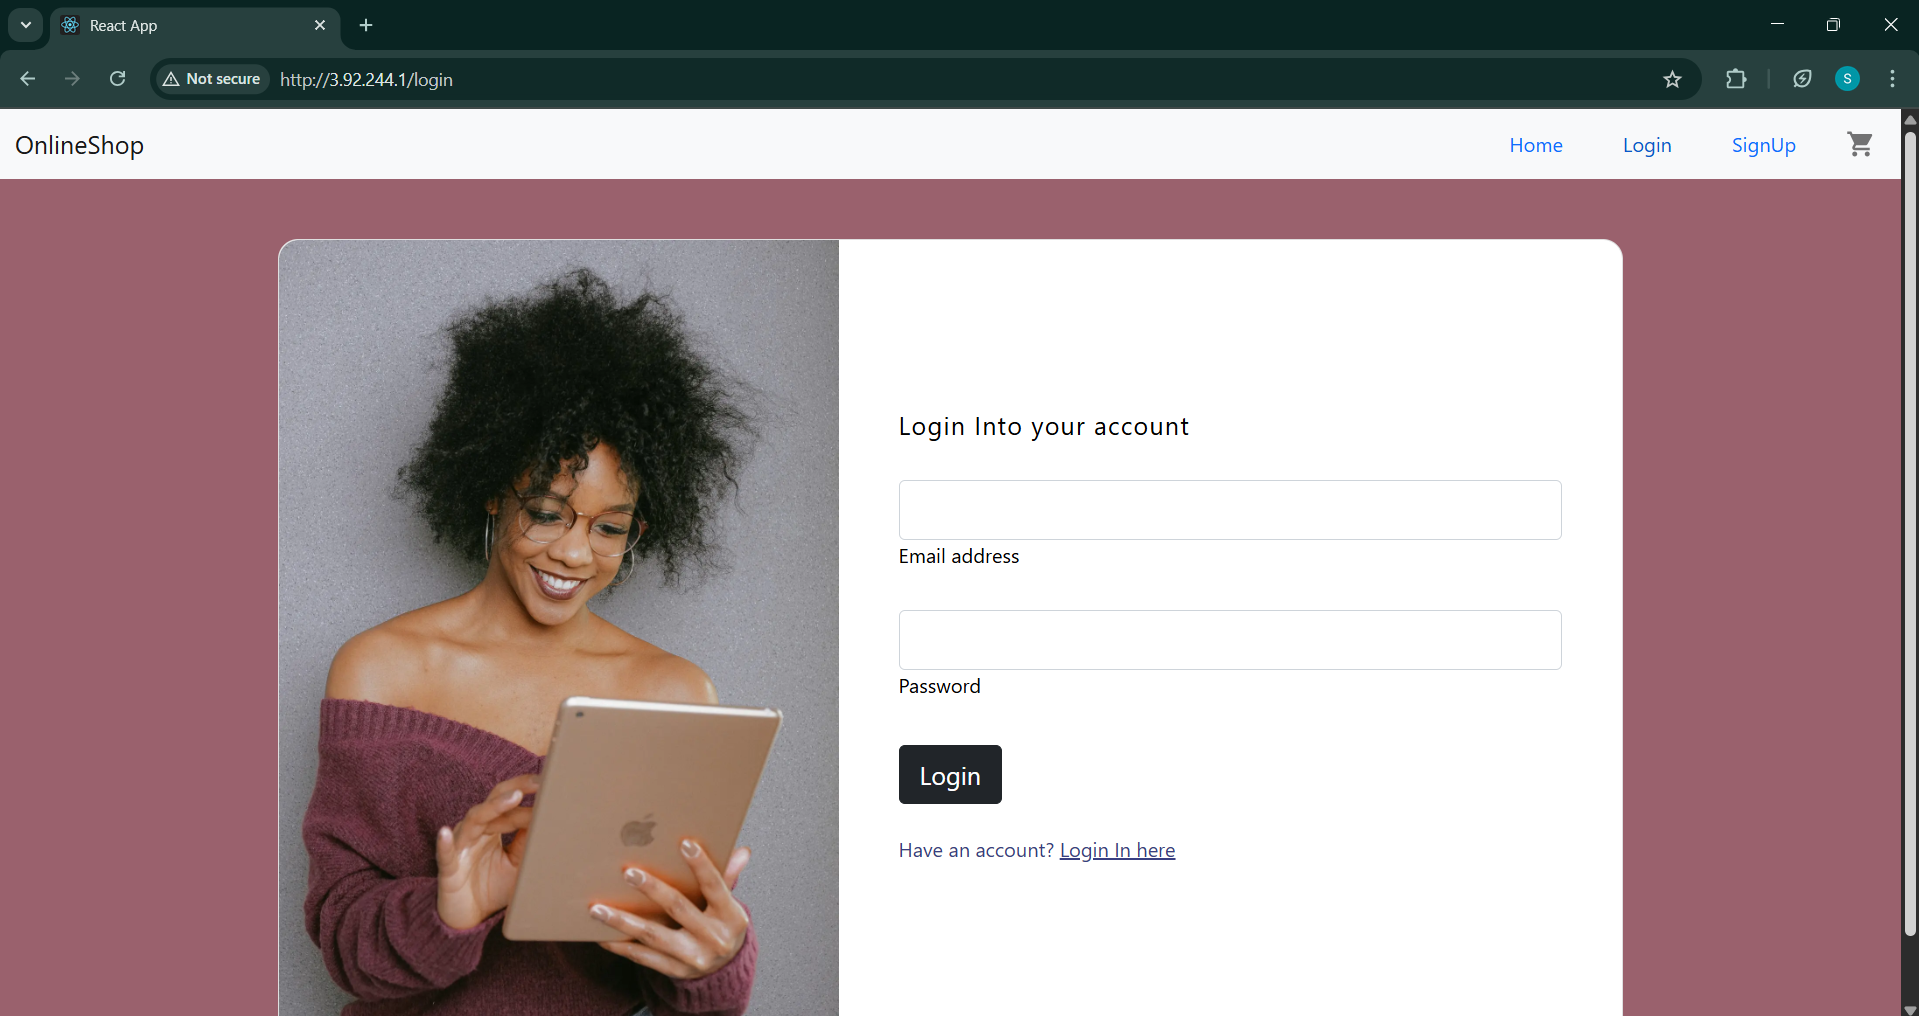 React App
Not secure
http://3.92.244.1/login
S
OnlineShop
Home
Login
SignUp
Login Into your account
Email address
Password
Login
Have an account? Login In here